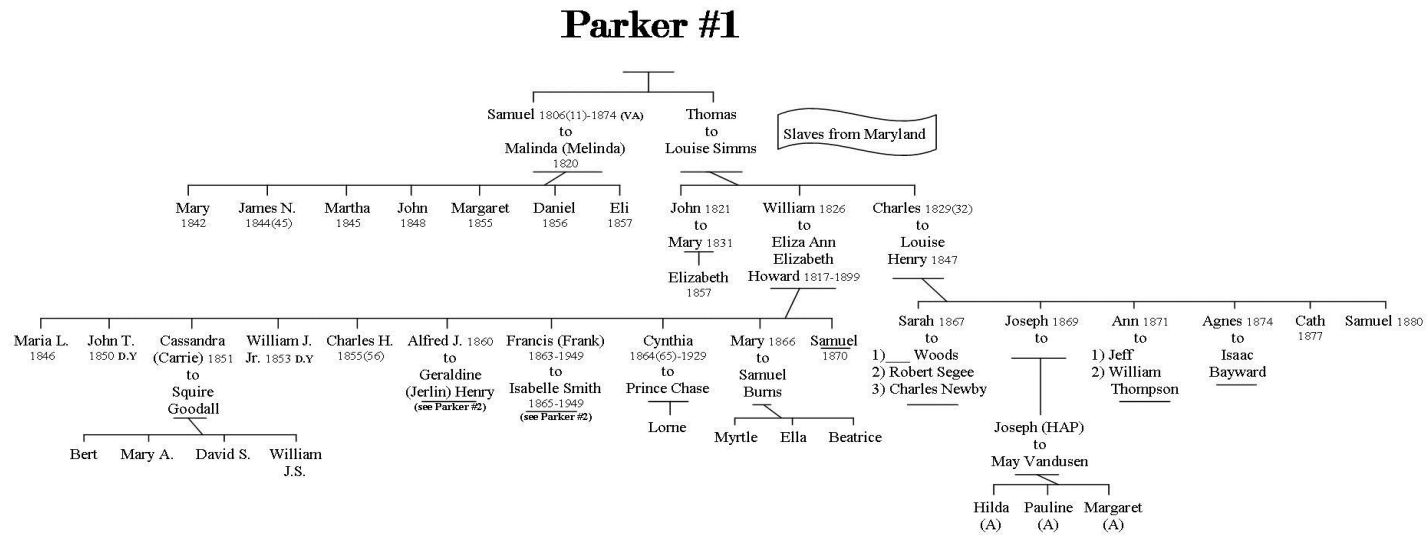 Parker #1
Samuel 1806(11)-1874 (VA)
to
Malinda (Melinda)
1820
Thomas
to
Louise Simms
Slaves from Maryland
Mary
1842
James N.
1844(45)
Martha
1845
John
1848
Margaret
1855
Daniel
1856
Eli
1857
John 1821
to
Mary 1831
Elizabeth
1857
William 1826
to
Eliza Ann
Elizabeth
Howard 1817-1899
Charles 1829(32)
to
Louise
Henry 1847
Maria L.
1846
John T.
1850 D.Y
Cassandra
(Carrie) 1851
to
Squire
Goodall
William J.
Jr. 1853 D.Y
Charles H.
1855(56)
Alfred J. 1860
to
Geraldine
(Jerlin) Henry
(see Parker #2)
Francis (Frank)
1863-1949
to
Isabelle Smith
1865-1949
(see Parker #2)
Cynthia
1864(65)-1929
to
Prince Chase
Lorne
Mary 1866
to
Samuel
Burns
Samuel
1870
Sarah 1867
to
1)___ Woods
2) Robert Segee
3) Charles Newby
Joseph 1869
Ann 1871
to
1) Jeff
2) William
Thompson
Agnes 1874
to
Isaac
Bayward
Cath
1877
Samuel 1880
Bert
Mary A.
David S.
William
J.S.
Myrtle
Ella
Beatrice
Joseph (HAP)
to
May Vandusen
Hilda
(A)
Pauline
(A)
Margaret
(A)